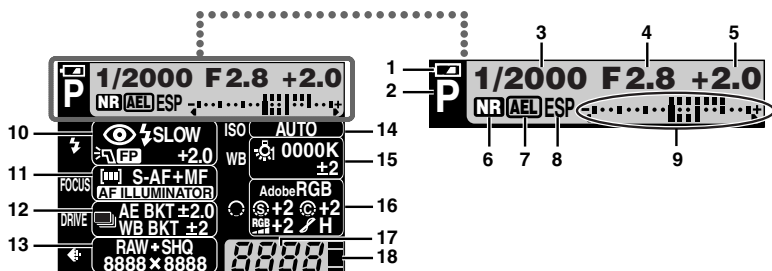 1/2000 F2.8 +2.0
P
NR AEL ESP
10
SLOW
FP +2.0
11
FOCUS
S-AF+MF
AF ILLUMINATOR
12
DRIVE
AE BKT ±2.0
WB BKT ±2
13
RAW+SHQ
8888×8888
ISO AUTO
14
WB 1 0000K
±2
15
AdobeRGB
S+2 C+2
RGB+2 H
16
17
8888
18
3 4 5
1
2
P
1/2000 F2.8 +2.0
NR AEL ESP
6 7 8 9